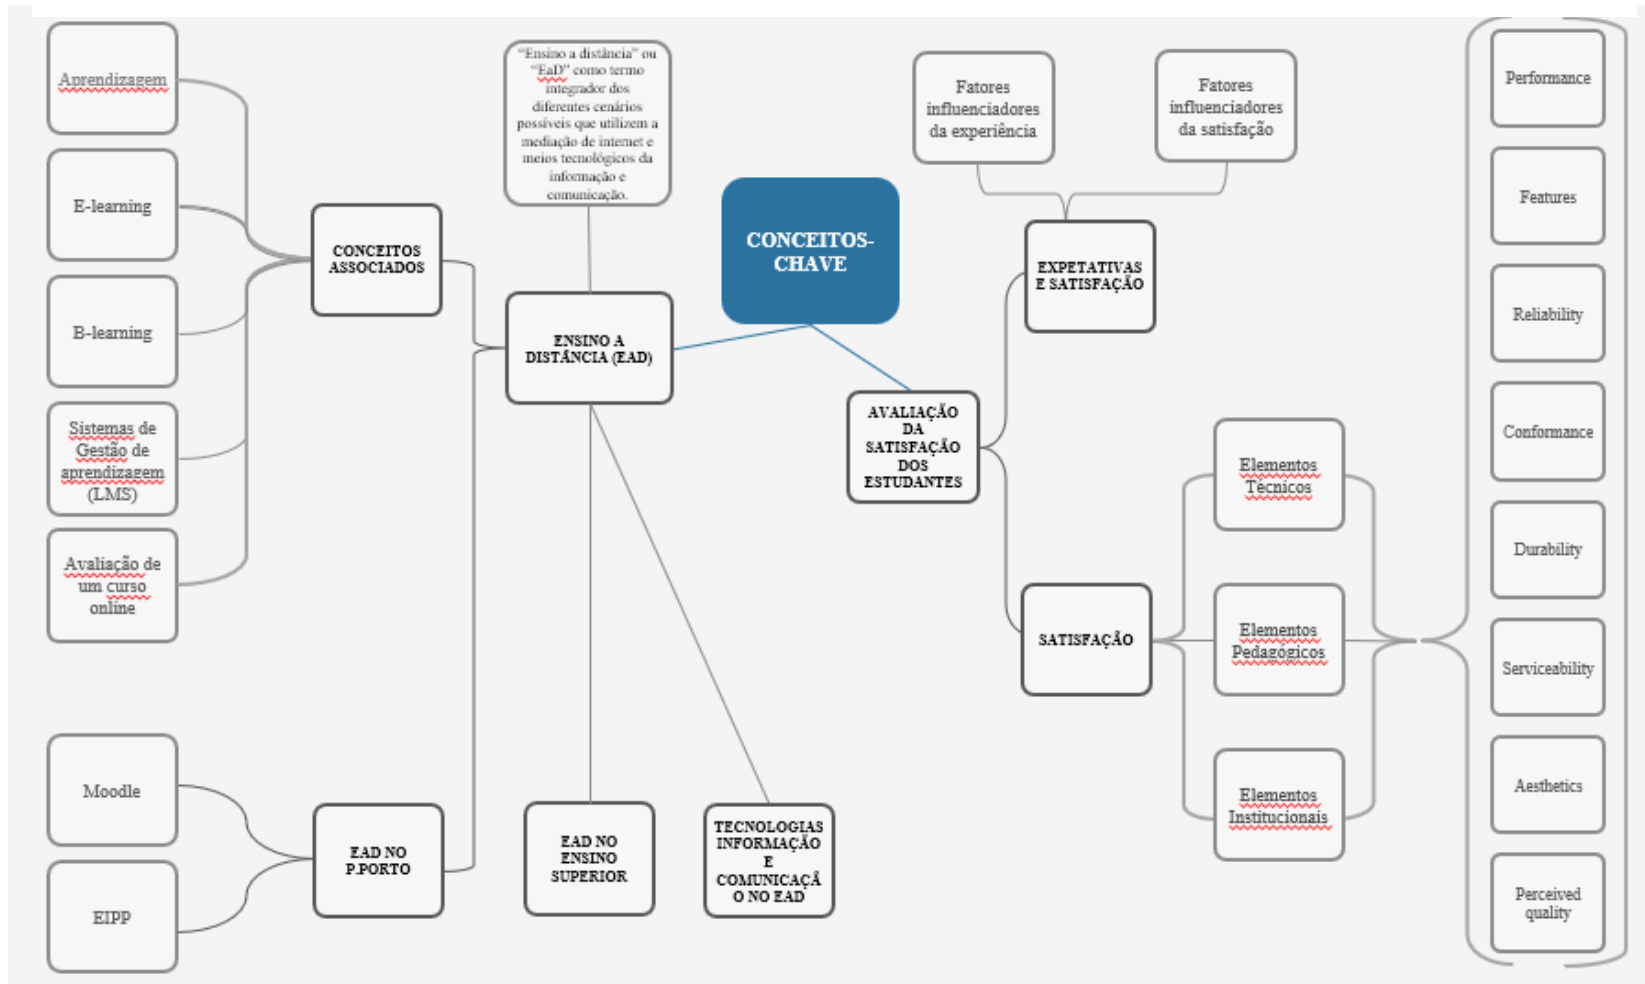 Aprendizagem
E-learning
B-learning
Sistemas de
Gestão de
aprendizagem
(LMS)
Avaliação de
um curso
online
Moodle
EIPP
CONCEITOS
ASSOCIADOS
EAD NO
P.PORTO
“Ensino a distância” ou
“EaD” como termo
integrador dos
diferentes cenários
possíveis que utilizem a
mediação de internet e
meios tecnológicos da
informação e
comunicação.
ENSINO A
DISTÂNCIA (EAD)
EAD NO
ENSINO
SUPERIOR
TECNOLOGIAS
INFORMAÇÃO
E
COMUNICAÇÃ
O NO EAD
CONCEITOS-
CHAVE
AVALIAÇÃO
DA
SATISFAÇÃO
DOS
ESTUDANTES
Fatores
influenciadores
da experiência
Fatores
influenciadores
da satisfação
EXPETATIVAS
E SATISFAÇÃO
SATISFAÇÃO
Elementos
Técnicos
Elementos
Pedagógicos
Elementos
Institucionais
Performance
Features
Reliability
Conformance
Durability
Serviceability
Aesthetics
Perceived
quality